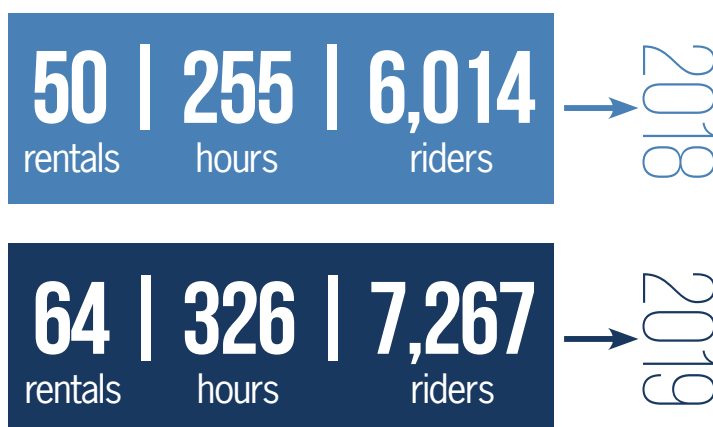 50 | 255 | 6,014
rentals hours riders
2018
64 | 326 | 7,267
rentals hours riders
2019